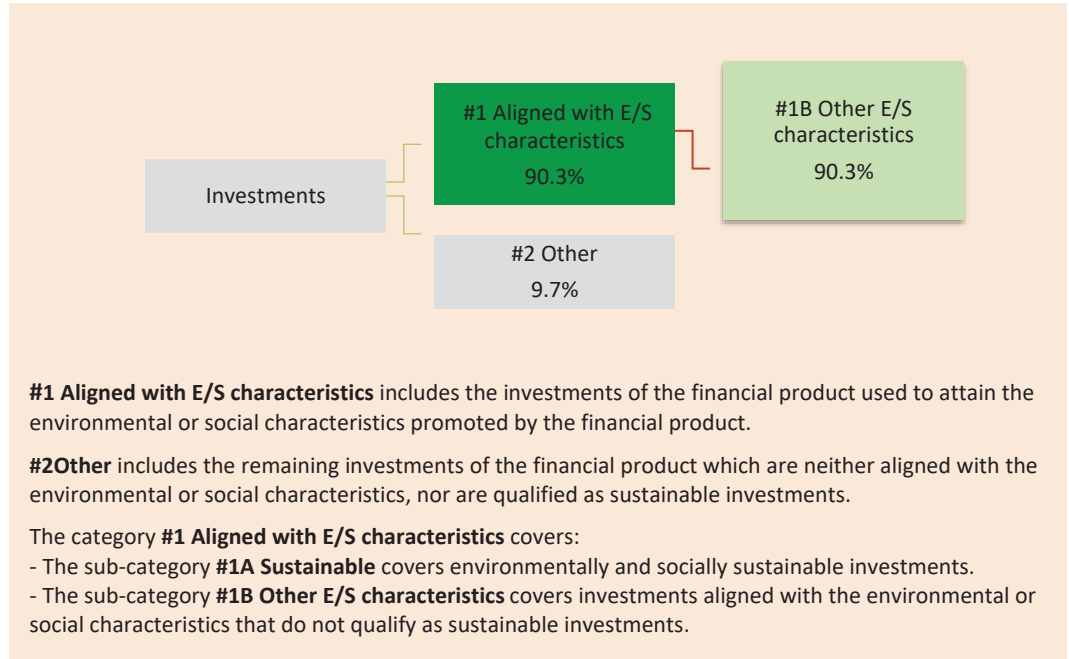 Investments
#1 Aligned with E/S
characteristics
90.3%
#1B Other E/S
characteristics
90.3%
#2 Other
9.7%
#1 Aligned with E/S characteristics includes the investments of the financial product used to attain the
environmental or social characteristics promoted by the financial product.
#2Other includes the remaining investments of the financial product which are neither aligned with the
environmental or social characteristics, nor are qualified as sustainable investments.
The category #1 Aligned with E/S characteristics covers:
- The sub-category #1A Sustainable covers environmentally and socially sustainable investments.
- The sub-category #1B Other E/S characteristics covers investments aligned with the environmental or
social characteristics that do not qualify as sustainable investments.